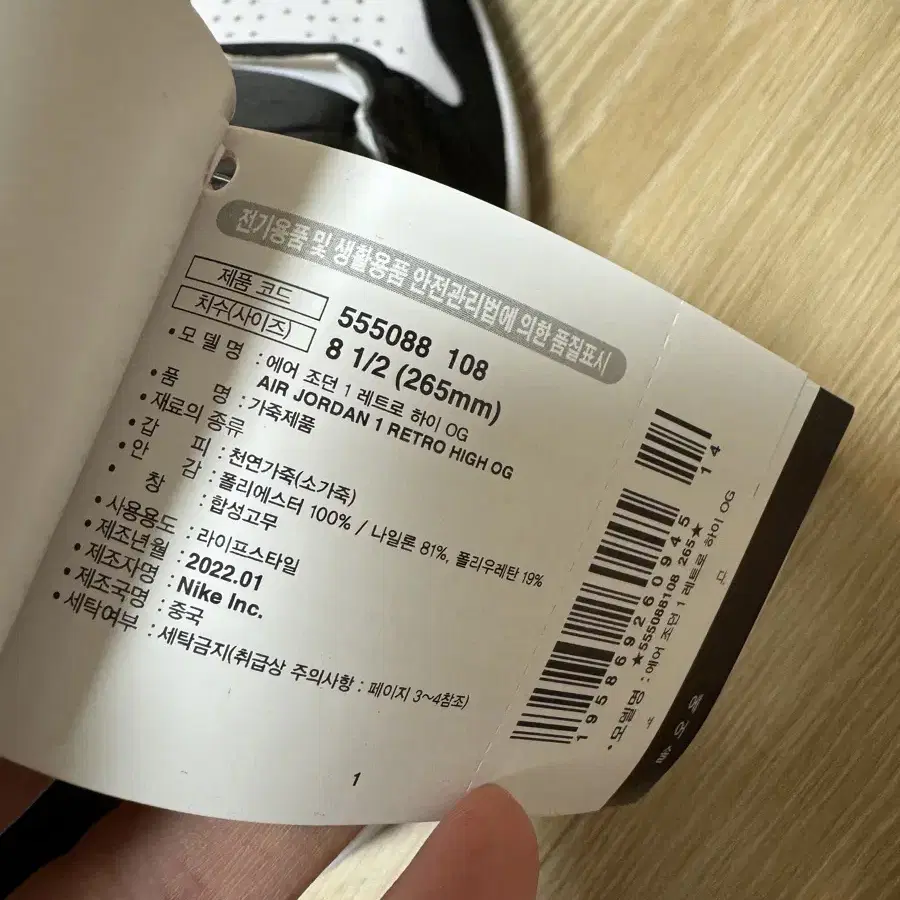 전기용품 및 생활용품 안전관리법에 의한 품질표시
제품 코드 555088 108
치수(사이즈) 8 1/2 (265mm)
• 모 델 명 : 에어 조던 1 레트로 하이 OG
AIR JORDAN 1 RETRO HIGH OG
• 품 명 : 가죽제품
• 재료의 종류
• 갑 피 : 천연가죽(소가죽)
• 안 감 : 폴리에스터 100% / 나일론 81%, 폴리우레탄 19%
• 창 : 합성고무
• 사용용도 : 라이프스타일
• 제조년월 : 2022.01
• 제조자명 : Nike Inc.
• 제조국명 : 중국
• 세탁여부 : 세탁금지(취급상 주의사항 : 페이지 3~4참조)
1
195869260945
14
★555088108 265★
• 모델명 : 에어 조던 1 레트로 하이 OG